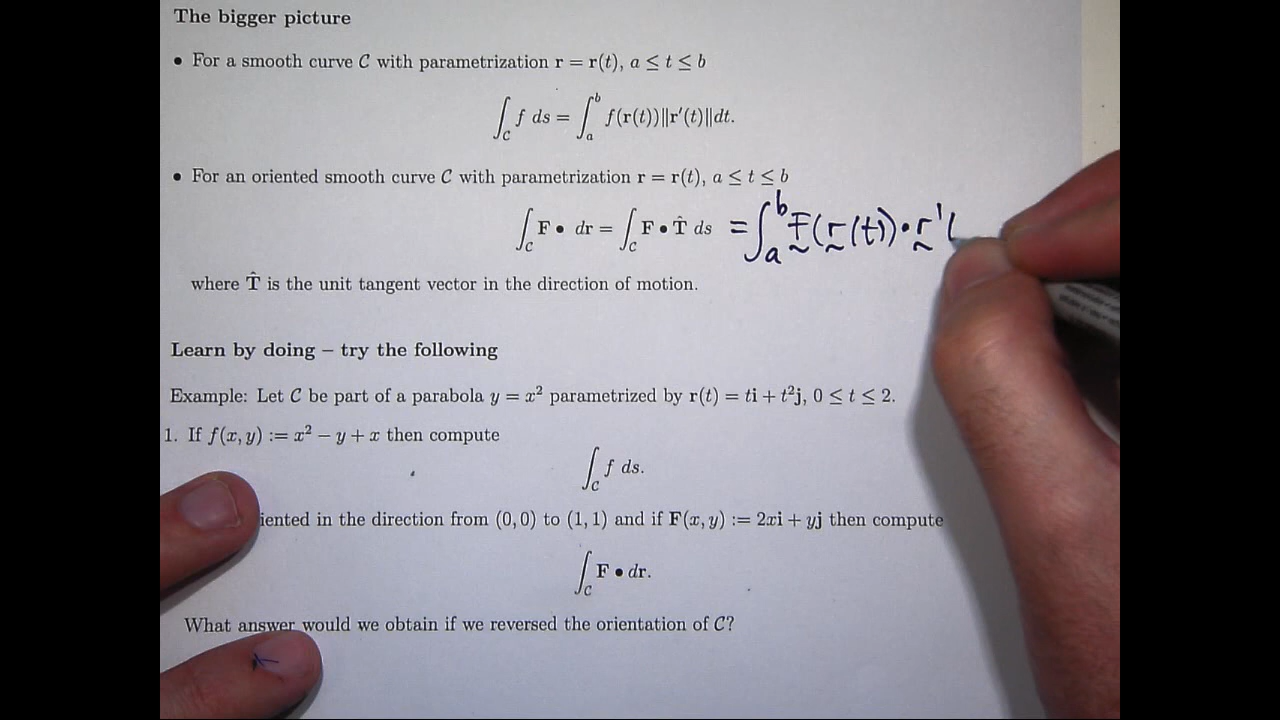 The bigger picture
• For a smooth curve C with parametrization r = r(t), a ≤ t ≤ b
∫_C f ds = ∫_a^b f(r(t))‖r′(t)‖dt.
• For an oriented smooth curve C with parametrization r = r(t), a ≤ t ≤ b
∫_C F • dr = ∫_C F • T̂ ds = ∫_a^b F(r(t)) • r'(
where T̂ is the unit tangent vector in the direction of motion.
Learn by doing – try the following
Example: Let C be part of a parabola y = x² parametrized by r(t) = ti + t²j, 0 ≤ t ≤ 2.
1. If f(x, y) := x² − y + x then compute
∫_C f ds.
iented in the direction from (0, 0) to (1, 1) and if F(x, y) := 2xi + yj then compute
∫_C F • dr.
What answer would we obtain if we reversed the orientation of C?